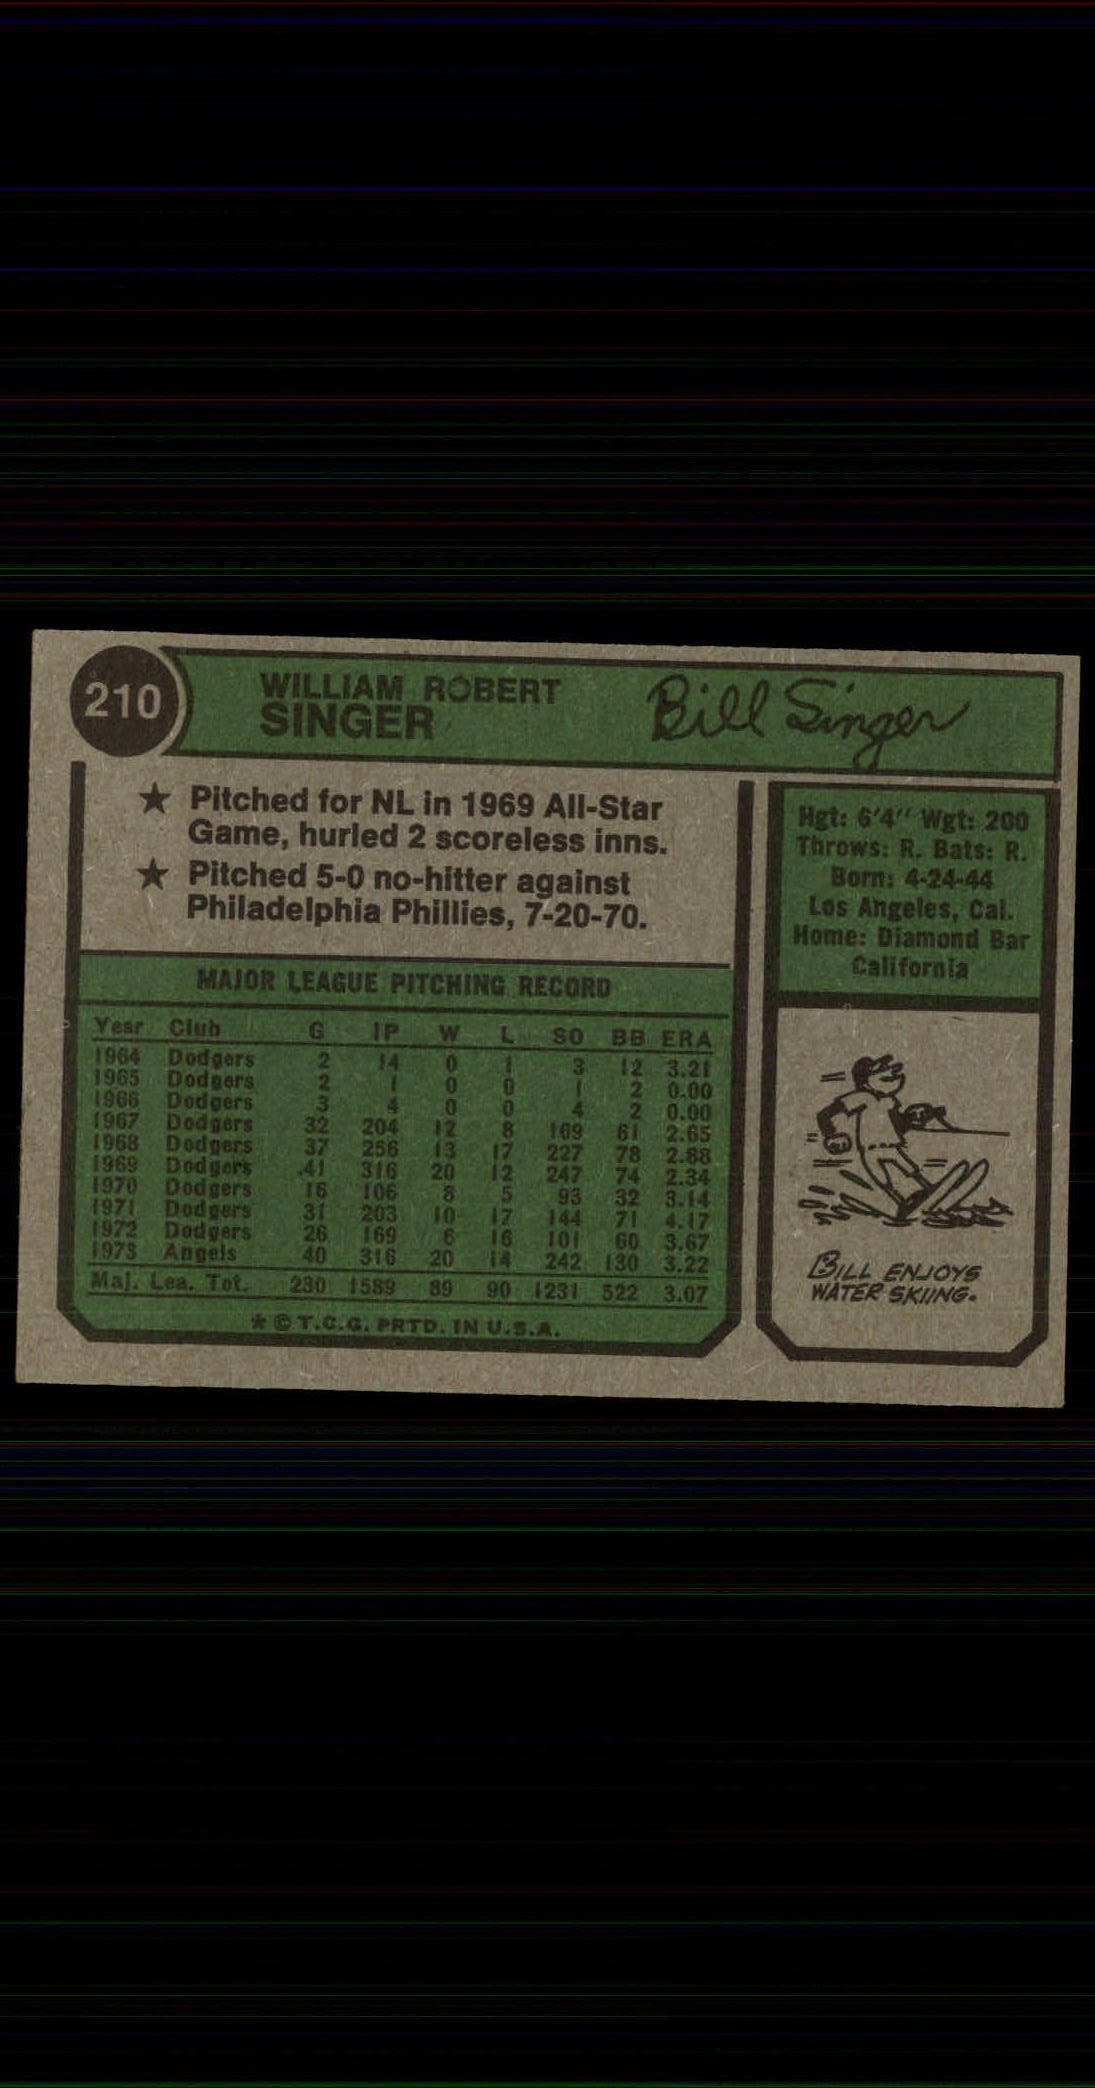 210
WILLIAM ROBERT
SINGER
Bill Singer
★ Pitched for NL in 1969 All-Star
Game, hurled 2 scoreless inns.
★ Pitched 5-0 no-hitter against
Philadelphia Phillies, 7-20-70.
Hgt: 6'4" Wgt: 200
Throws: R. Bats: R.
Born: 4-24-44
Los Angeles, Cal.
Home: Diamond Bar
California
MAJOR LEAGUE PITCHING RECORD
Year Club G IP W L SO BB ERA
1964 Dodgers 2 14 0 1 3 12 3.21
1965 Dodgers 2 1 0 0 1 2 0.00
1966 Dodgers 3 4 0 0 4 2 0.00
1967 Dodgers 32 204 12 8 169 61 2.65
1968 Dodgers 37 256 13 17 227 78 2.88
1969 Dodgers 41 316 20 12 247 74 2.34
1970 Dodgers 16 106 8 5 93 32 3.14
1971 Dodgers 31 203 10 17 144 71 4.17
1972 Dodgers 26 169 6 16 101 60 3.67
1973 Angels 40 316 20 14 242 130 3.22
Maj. Lea. Tot. 230 1589 89 90 1231 522 3.07
* © T.C.G. PRTD. IN U.S.A.
BILL ENJOYS
WATER SKIING.